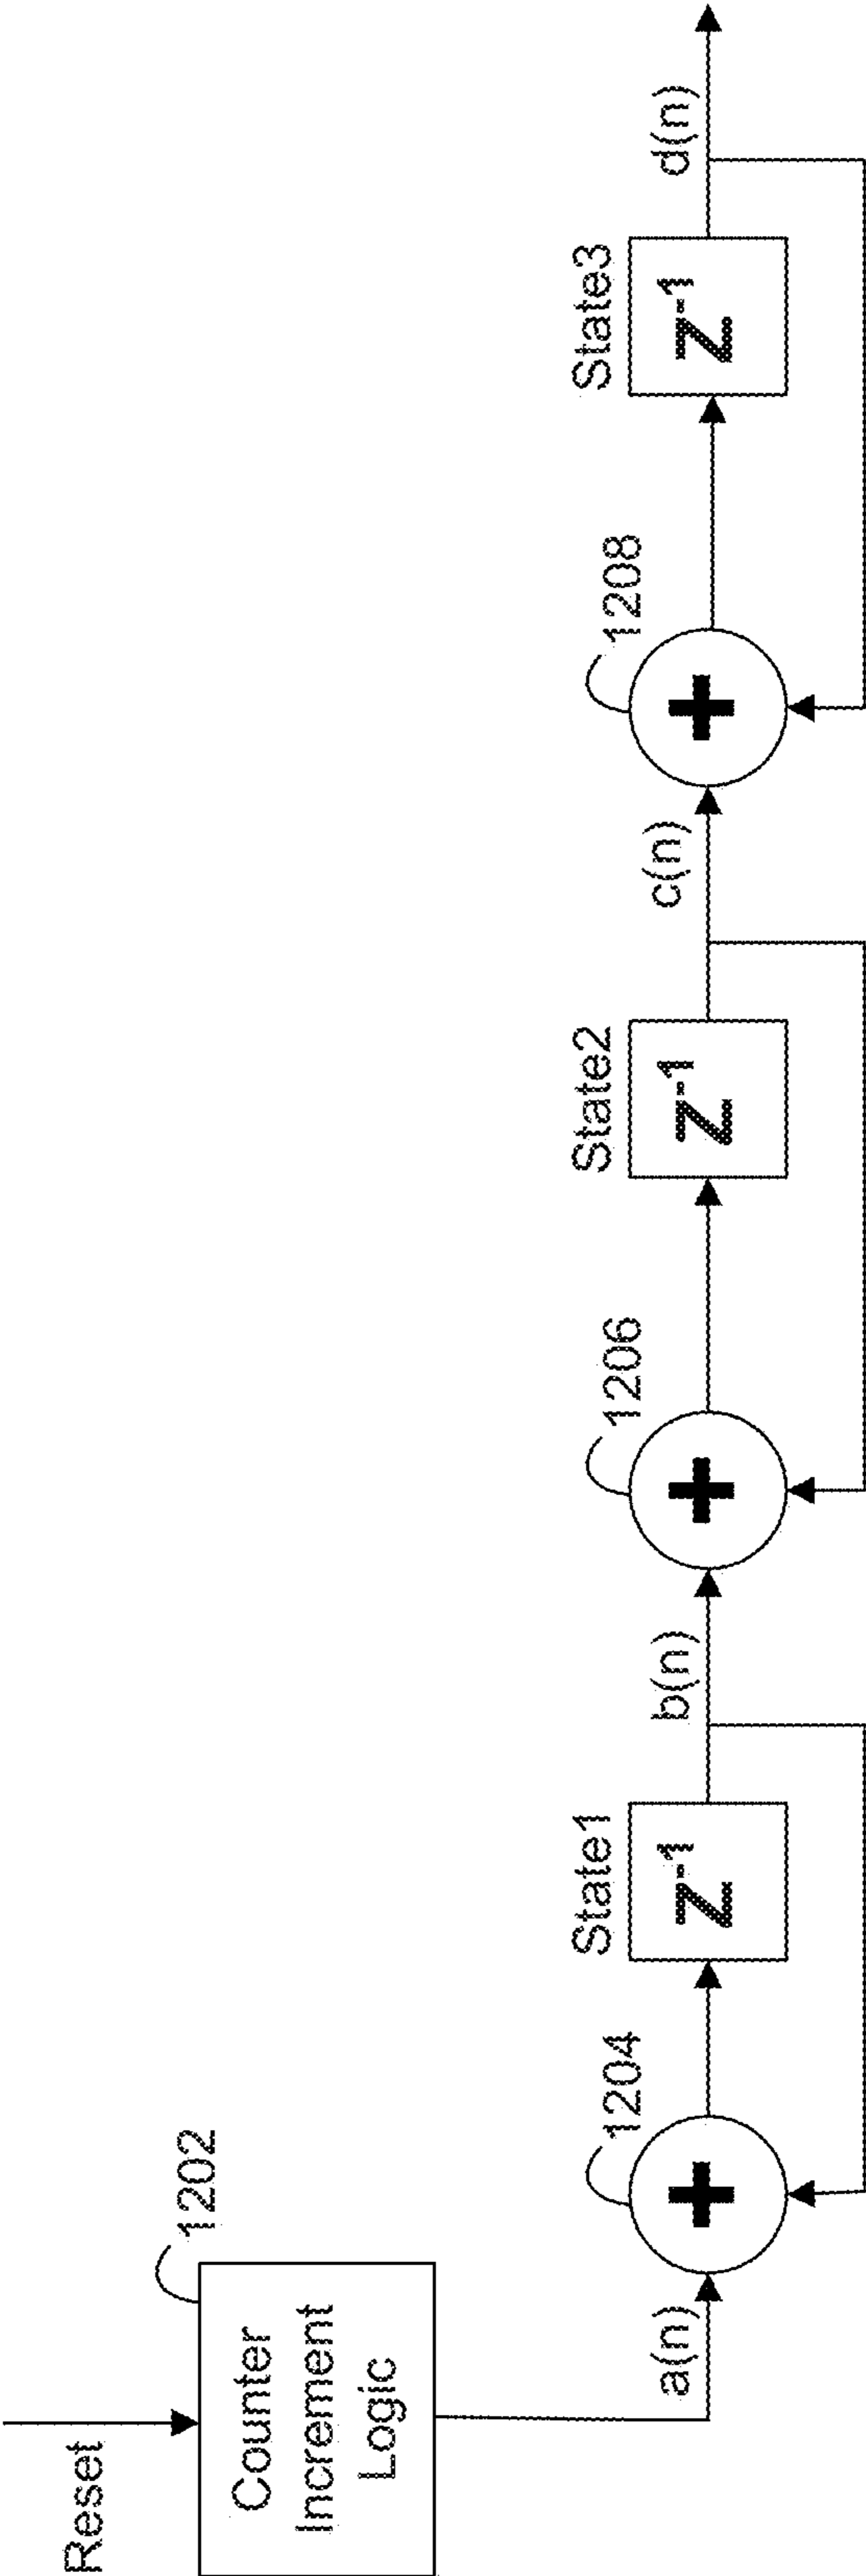 Reset
1202
Counter
Increment
Logic
a(n)
1204
State1
Z⁻¹
b(n)
1206
State2
Z⁻¹
c(n)
1208
State3
Z⁻¹
d(n)
+
+
+